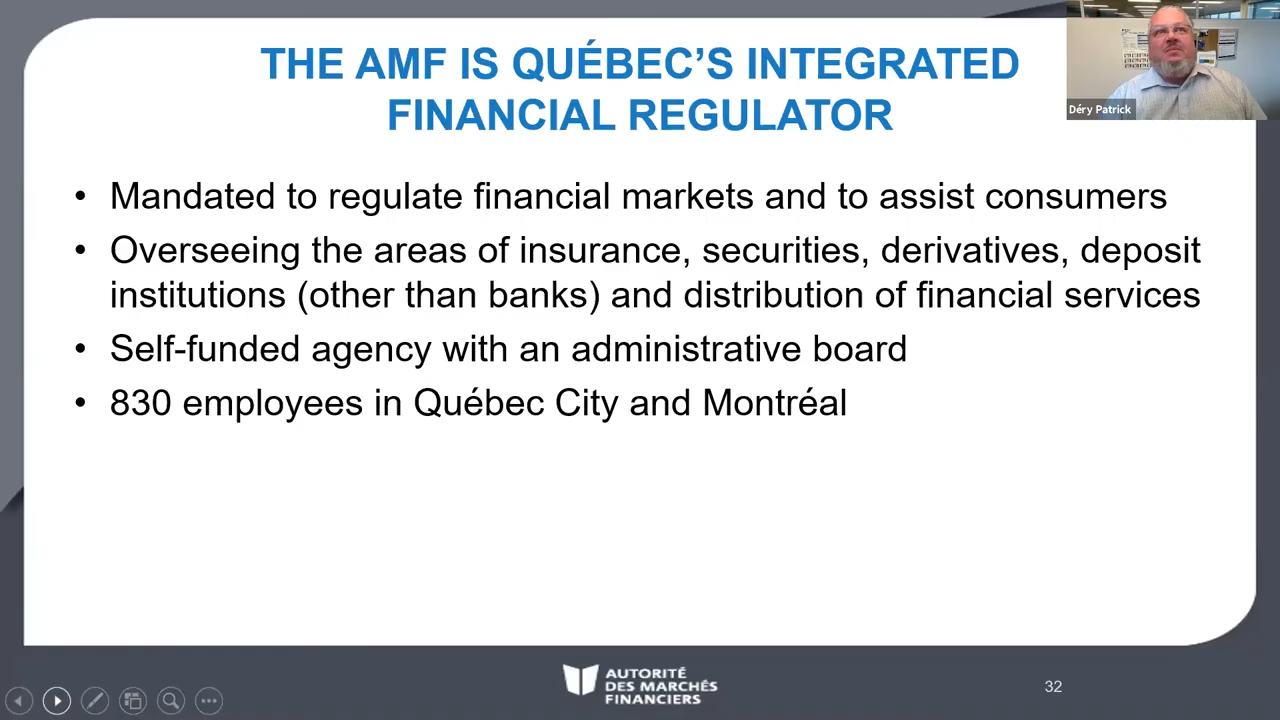 THE AMF IS QUÉBEC’S INTEGRATED
FINANCIAL REGULATOR
Déry Patrick
• Mandated to regulate financial markets and to assist consumers
• Overseeing the areas of insurance, securities, derivatives, deposit
institutions (other than banks) and distribution of financial services
• Self-funded agency with an administrative board
• 830 employees in Québec City and Montréal
AUTORITÉ
DES MARCHÉS
FINANCIERS
32